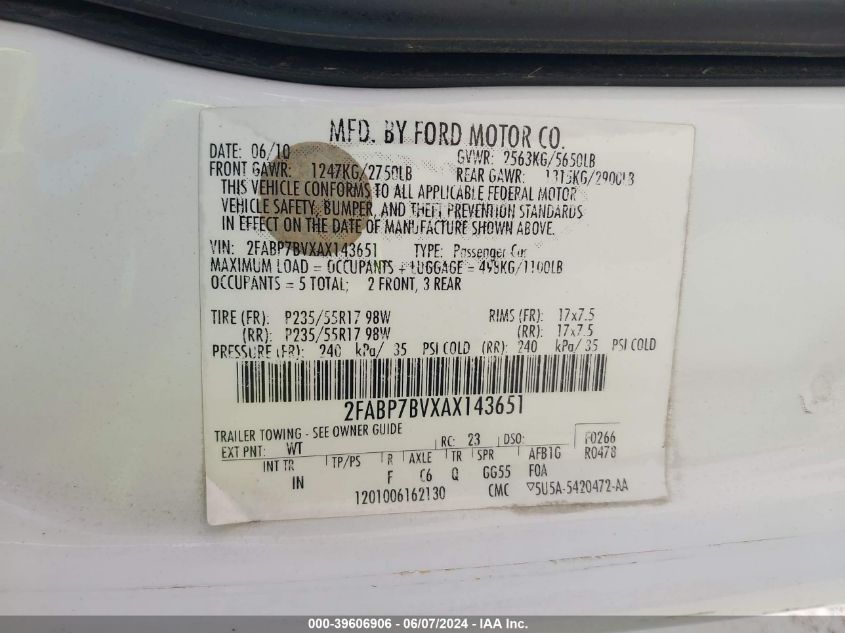 MFD. BY FORD MOTOR CO.
DATE: 06/10 GVWR: 2563KG/5650LB
FRONT GAWR: 1247KG/2750LB REAR GAWR: 1315KG/2900LB
THIS VEHICLE CONFORMS TO ALL APPLICABLE FEDERAL MOTOR
VEHICLE SAFETY, BUMPER, AND THEFT PREVENTION STANDARDS
IN EFFECT ON THE DATE OF MANUFACTURE SHOWN ABOVE.
VIN: 2FABP7BVXAX143651 TYPE: Passenger Car
MAXIMUM LOAD = OCCUPANTS + LUGGAGE = 499KG/1100LB
OCCUPANTS = 5 TOTAL; 2 FRONT, 3 REAR
TIRE (FR): P235/55R17 98W RIMS (FR): 17x7.5
(RR): P235/55R17 98W (RR): 17x7.5
PRESSURE (FR): 240 kPa/ 35 PSI COLD (RR): 240 kPa/ 35 PSI COLD
2FABP7BVXAX143651
TRAILER TOWING - SEE OWNER GUIDE
EXT PNT: WT RC: 23 DSO: F0266
INT TR TP/PS R AXLE TR SPR AFB1G R0478
IN F C6 Q GG55 FOA
1201006162130 CMC ▽5U5A-5420472-AA
000-39606906 - 06/07/2024 - IAA Inc.